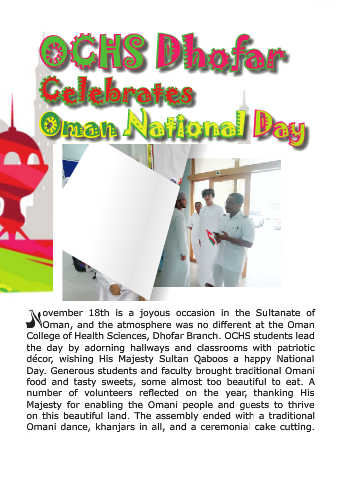 OCHS Dhofar
Celebrates
Oman National Day
November 18th is a joyous occasion in the Sultanate of
Oman, and the atmosphere was no different at the Oman
College of Health Sciences, Dhofar Branch. OCHS students lead
the day by adorning hallways and classrooms with patriotic
décor, wishing His Majesty Sultan Qaboos a happy National
Day. Generous students and faculty brought traditional Omani
food and tasty sweets, some almost too beautiful to eat. A
number of volunteers reflected on the year, thanking His
Majesty for enabling the Omani people and guests to thrive
on this beautiful land. The assembly ended with a traditional
Omani dance, khanjars in all, and a ceremonial cake cutting.